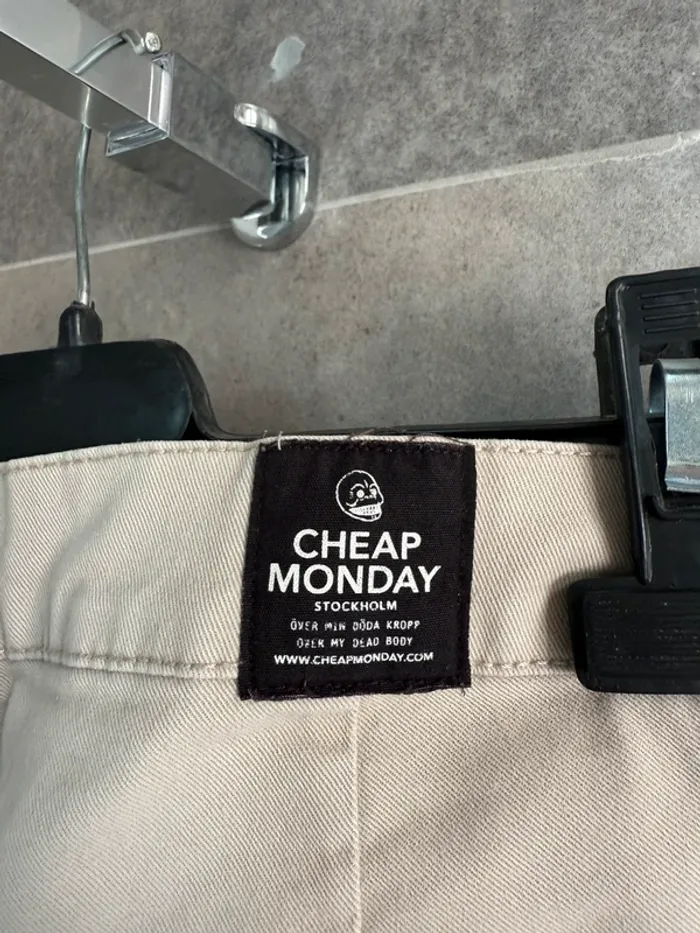 CHEAP
MONDAY
STOCKHOLM
ÖVER MIN DÖDA KROPP
OVER MY DEAD BODY
WWW.CHEAPMONDAY.COM